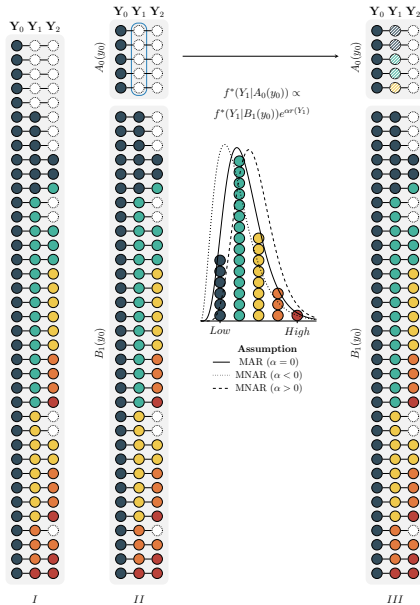 Y₀ Y₁ Y₂
I
Y₀ Y₁ Y₂
A₀(y₀)
B₁(y₀)
II
f*(Y₁|A₀(y₀)) ∝
f*(Y₁|B₁(y₀))e^{αr(Y₁)}
Low High
Assumption
MAR (α = 0)
MNAR (α < 0)
MNAR (α > 0)
Y₀ Y₁ Y₂
A₀(y₀)
B₁(y₀)
III